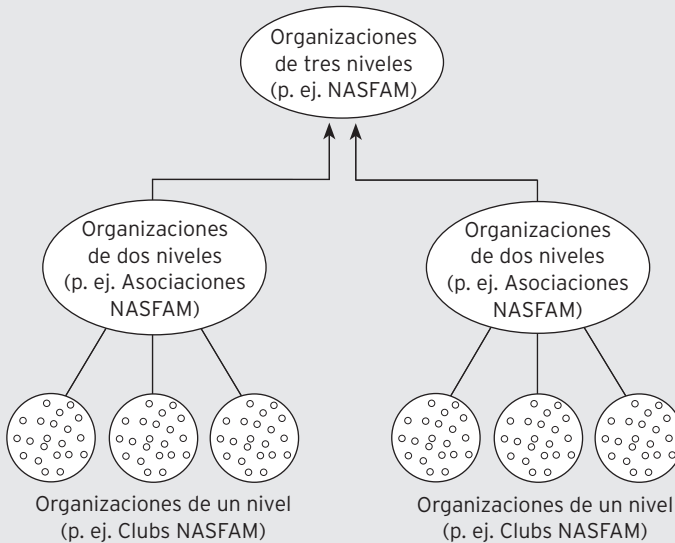 Organizaciones
de tres niveles
(p. ej. NASFAM)
Organizaciones
de dos niveles
(p. ej. Asociaciones
NASFAM)
Organizaciones
de dos niveles
(p. ej. Asociaciones
NASFAM)
Organizaciones de un nivel
(p. ej. Clubs NASFAM)
Organizaciones de un nivel
(p. ej. Clubs NASFAM)